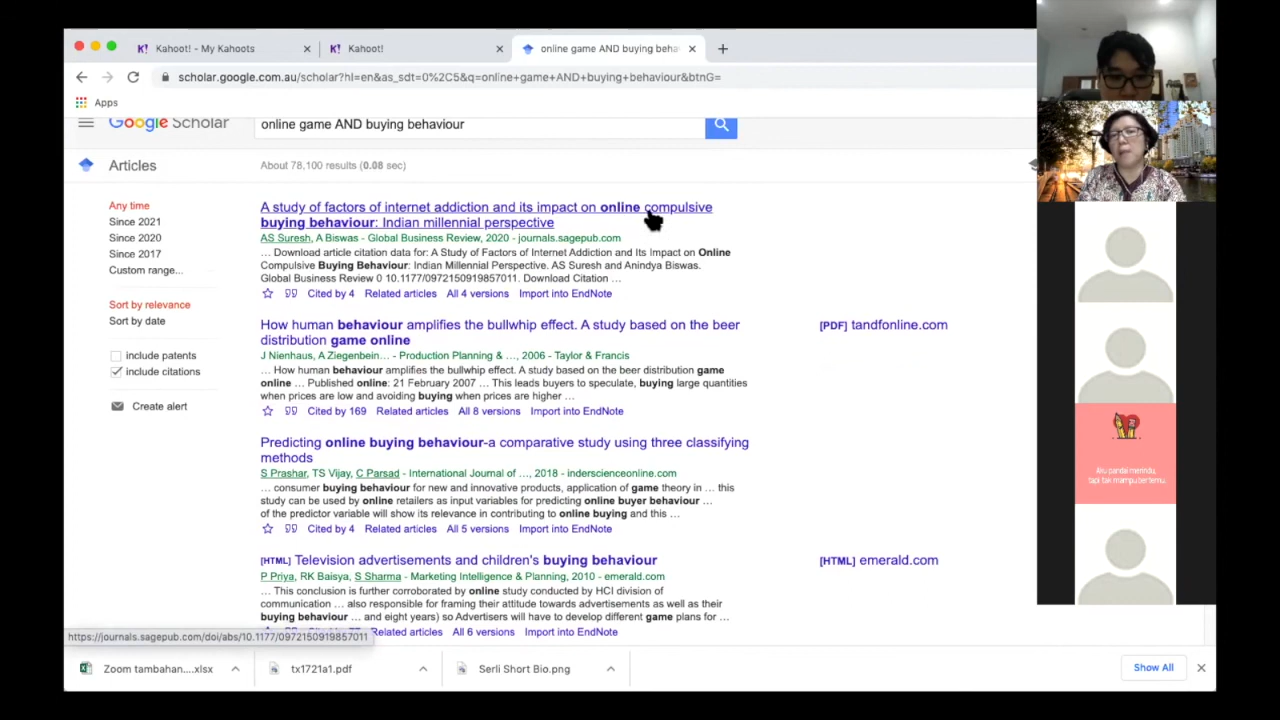 Kahoot! - My Kahoots
Kahoot!
online game AND buying beha
scholar.google.com.au/scholar?hl=en&as_sdt=0%2C5&q=online+game+AND+buying+behaviour&btnG=
Apps
Google Scholar
online game AND buying behaviour
Articles
About 78,100 results (0.08 sec)
Any time
Since 2021
Since 2020
Since 2017
Custom range...
Sort by relevance
Sort by date
include patents
include citations
Create alert
A study of factors of internet addiction and its impact on online compulsive
buying behaviour: Indian millennial perspective
AS Suresh, A Biswas - Global Business Review, 2020 - journals.sagepub.com
… Download article citation data for: A Study of Factors of Internet Addiction and Its Impact on Online
Compulsive Buying Behaviour: Indian Millennial Perspective. AS Suresh and Anindya Biswas.
Global Business Review 0 10.1177/0972150919857011. Download Citation …
Cited by 4 Related articles All 4 versions Import into EndNote
How human behaviour amplifies the bullwhip effect. A study based on the beer
distribution game online
[PDF] tandfonline.com
J Nienhaus, A Ziegenbein… - Production Planning & …, 2006 - Taylor & Francis
… How human behaviour amplifies the bullwhip effect. A study based on the beer distribution game
online … Published online: 21 February 2007 … This leads buyers to speculate, buying large quantities
when prices are low and avoiding buying when prices are higher …
Cited by 169 Related articles All 8 versions Import into EndNote
Predicting online buying behaviour-a comparative study using three classifying
methods
S Prashar, TS Vijay, C Parsad - International Journal of …, 2018 - inderscienceonline.com
… consumer buying behaviour for new and innovative products, application of game theory in … this
study can be used by online retailers as input variables for predicting online buyer behaviour …
of the predictor variable will show its relevance in contributing to online buying and this …
Cited by 4 Related articles All 5 versions Import into EndNote
[HTML] Television advertisements and children's buying behaviour
[HTML] emerald.com
P Priya, RK Baisya, S Sharma - Marketing Intelligence & Planning, 2010 - emerald.com
… This conclusion is further corroborated by online study conducted by HCI division of
communication … also responsible for framing their attitude towards advertisements as well as their
buying behaviour … and eight years) so Advertisers will have to develop different game plans for …
Related articles All 6 versions Import into EndNote
https://journals.sagepub.com/doi/abs/10.1177/0972150919857011
Zoom tambahan....xlsx
tx1721a1.pdf
Serli Short Bio.png
Show All
Aku pandai merindu,
tapi tak mampu bertemu.